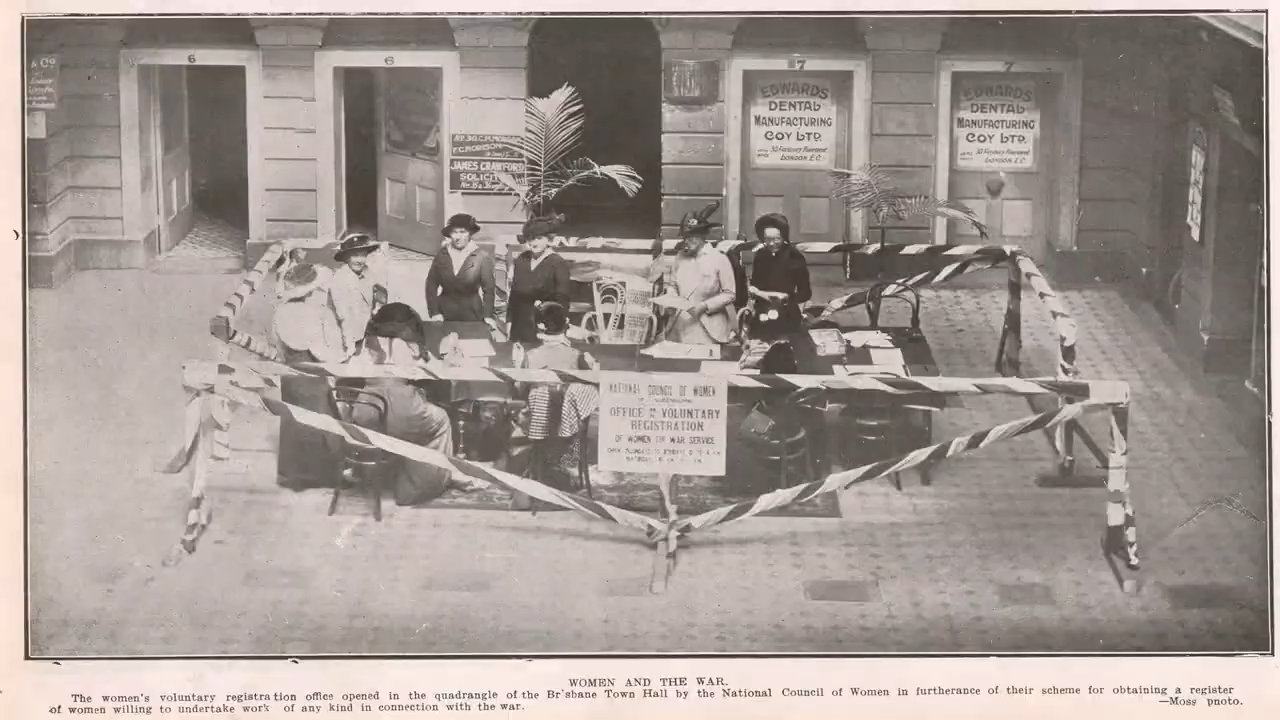 & Co
6
6
7
7
EDWARDS
DENTAL
MANUFACTURING
COY LTD.
LONDON. E.C.
EDWARDS
DENTAL
MANUFACTURING
COY LTD.
LONDON. E.C.
JAMES CRAWFORD
NATIONAL COUNCIL OF WOMEN
OFFICE VOLUNTARY
REGISTRATION
OF WOMEN FOR WAR SERVICE
WOMEN AND THE WAR.
The women's voluntary registration office opened in the quadrangle of the Br'sbane Town Hall by the National Council of Women in furtherance of their scheme for obtaining a register
of women willing to undertake work of any kind in connection with the war.
—Moss pnoto.